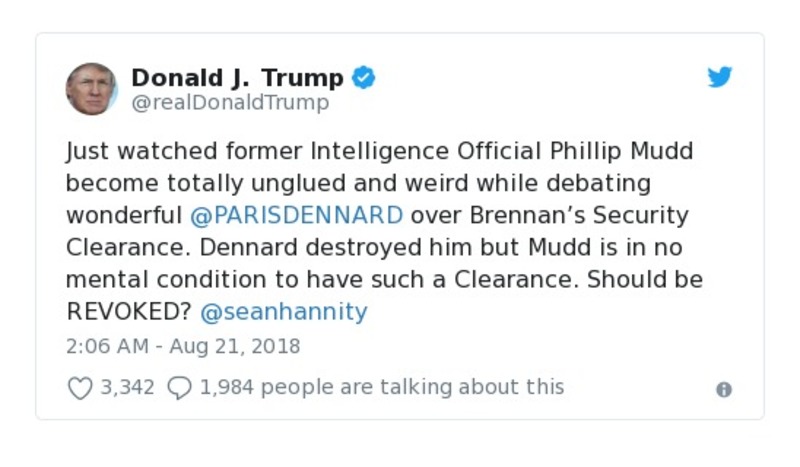 Donald J. Trump
@realDonaldTrump
Just watched former Intelligence Official Phillip Mudd
become totally unglued and weird while debating
wonderful @PARISDENNARD over Brennan’s Security
Clearance. Dennard destroyed him but Mudd is in no
mental condition to have such a Clearance. Should be
REVOKED? @seanhannity
2:06 AM - Aug 21, 2018
3,342 1,984 people are talking about this